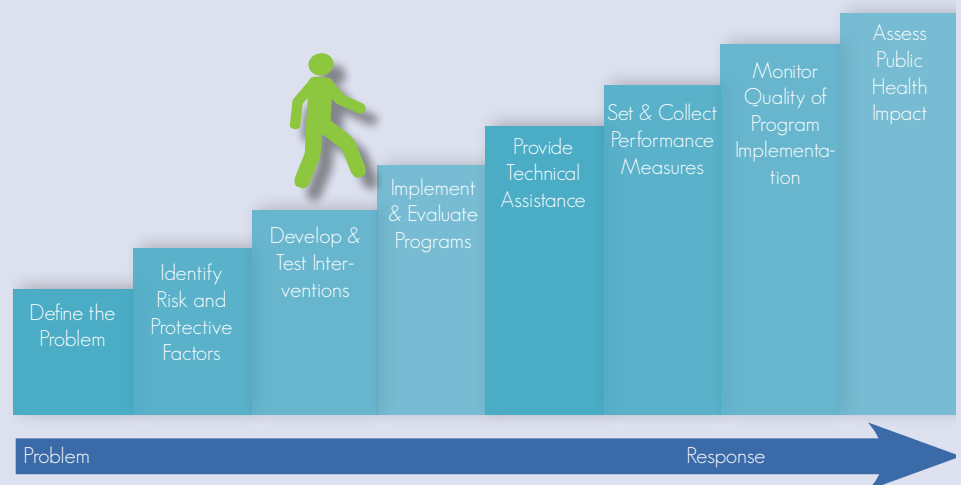 Define the
Problem
Identify
Risk and
Protective
Factors
Develop &
Test Inter-
ventions
Implement
& Evaluate
Programs
Provide
Technical
Assistance
Set & Collect
Performance
Measures
Monitor
Quality of
Program
Implementa-
tion
Assess
Public
Health
Impact
Problem
Response